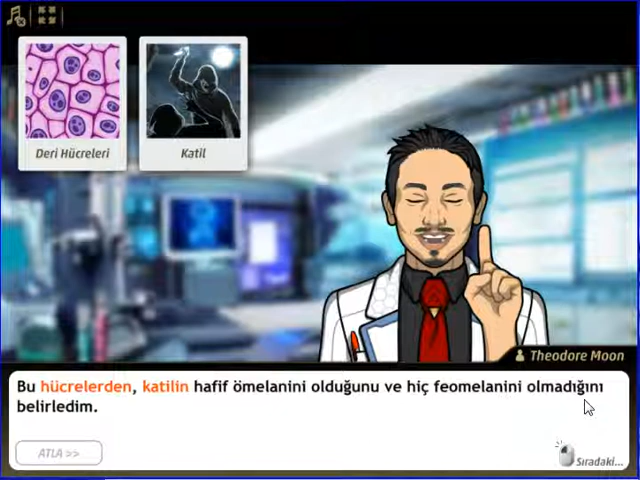 Deri Hücreleri
Katil
Theodore Moon
Bu hücrelerden, katilin hafif ömelanini olduğunu ve hiç feomelanini olmadığını
belirledim.
ATLA >>
Sıradaki...